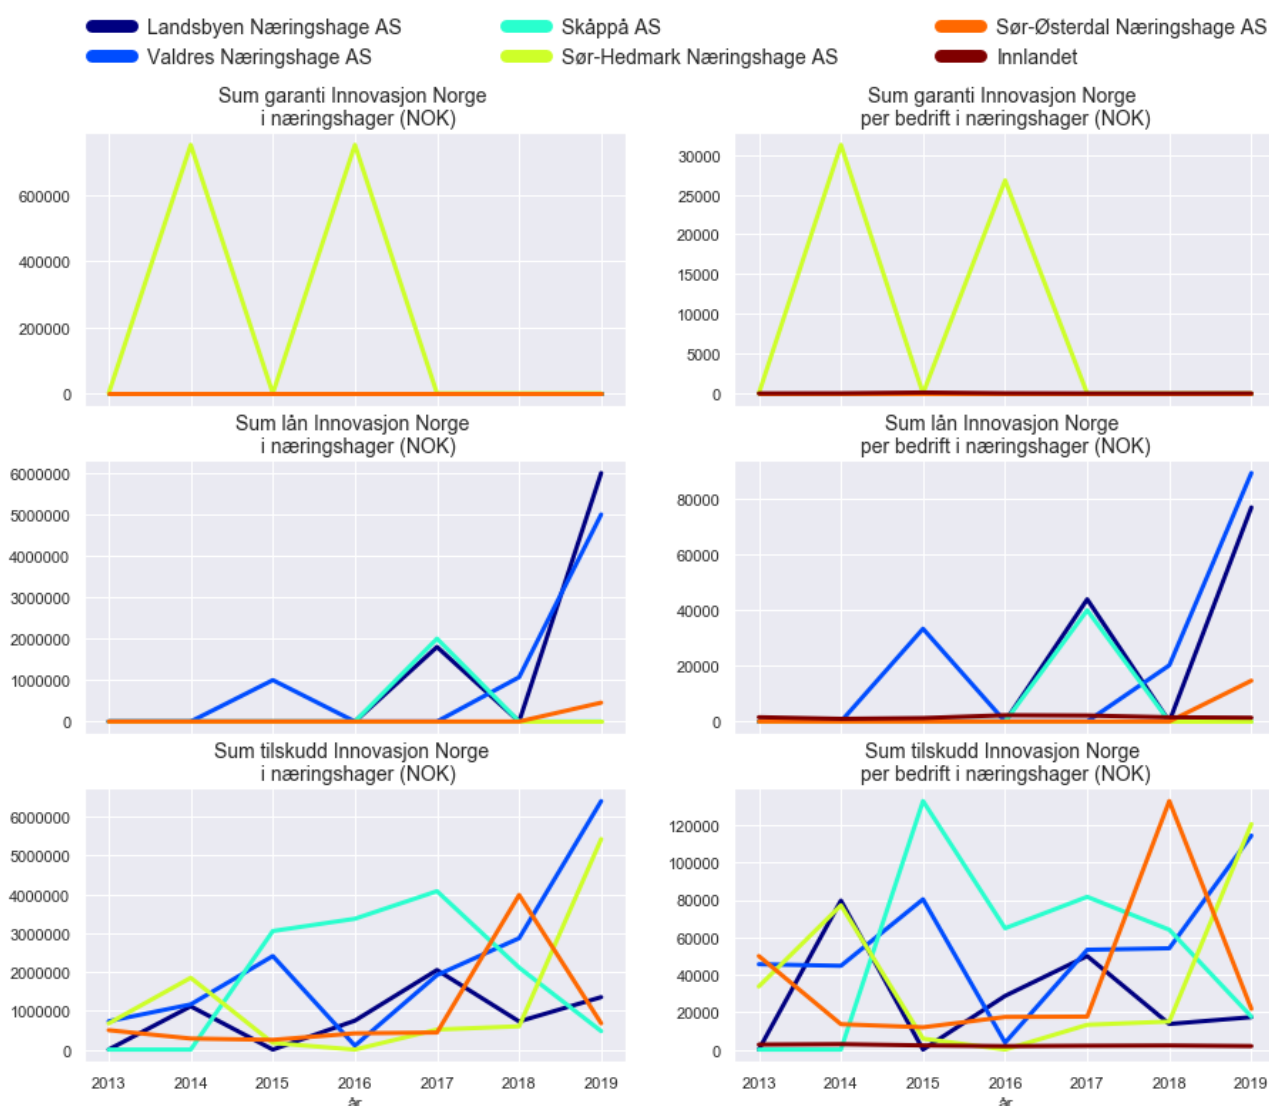 Landsbyen Næringshage AS
Valdres Næringshage AS
Skåppå AS
Sør-Hedmark Næringshage AS
Sør-Østerdal Næringshage AS
Innlandet
Sum garanti Innovasjon Norge
i næringshager (NOK)
600000
400000
200000
0
Sum garanti Innovasjon Norge
per bedrift i næringshager (NOK)
30000
25000
20000
15000
10000
5000
0
Sum lån Innovasjon Norge
i næringshager (NOK)
6000000
5000000
4000000
3000000
2000000
1000000
0
Sum lån Innovasjon Norge
per bedrift i næringshager (NOK)
80000
60000
40000
20000
0
Sum tilskudd Innovasjon Norge
i næringshager (NOK)
6000000
5000000
4000000
3000000
2000000
1000000
0
2013 2014 2015 2016 2017 2018 2019
år
Sum tilskudd Innovasjon Norge
per bedrift i næringshager (NOK)
120000
100000
80000
60000
40000
20000
0
2013 2014 2015 2016 2017 2018 2019
år